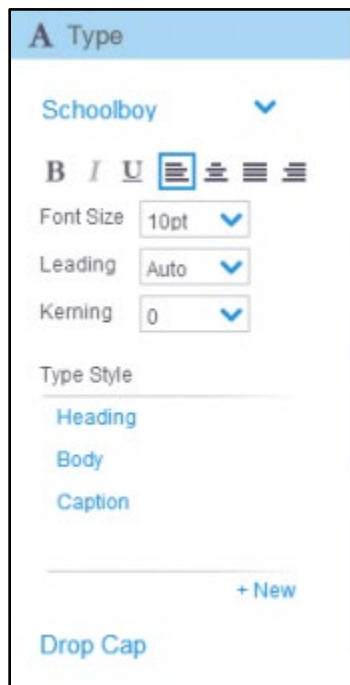 A Type
Schoolboy
B I U
Font Size 10pt
Leading Auto
Kerning 0
Type Style
Heading
Body
Caption
+ New
Drop Cap